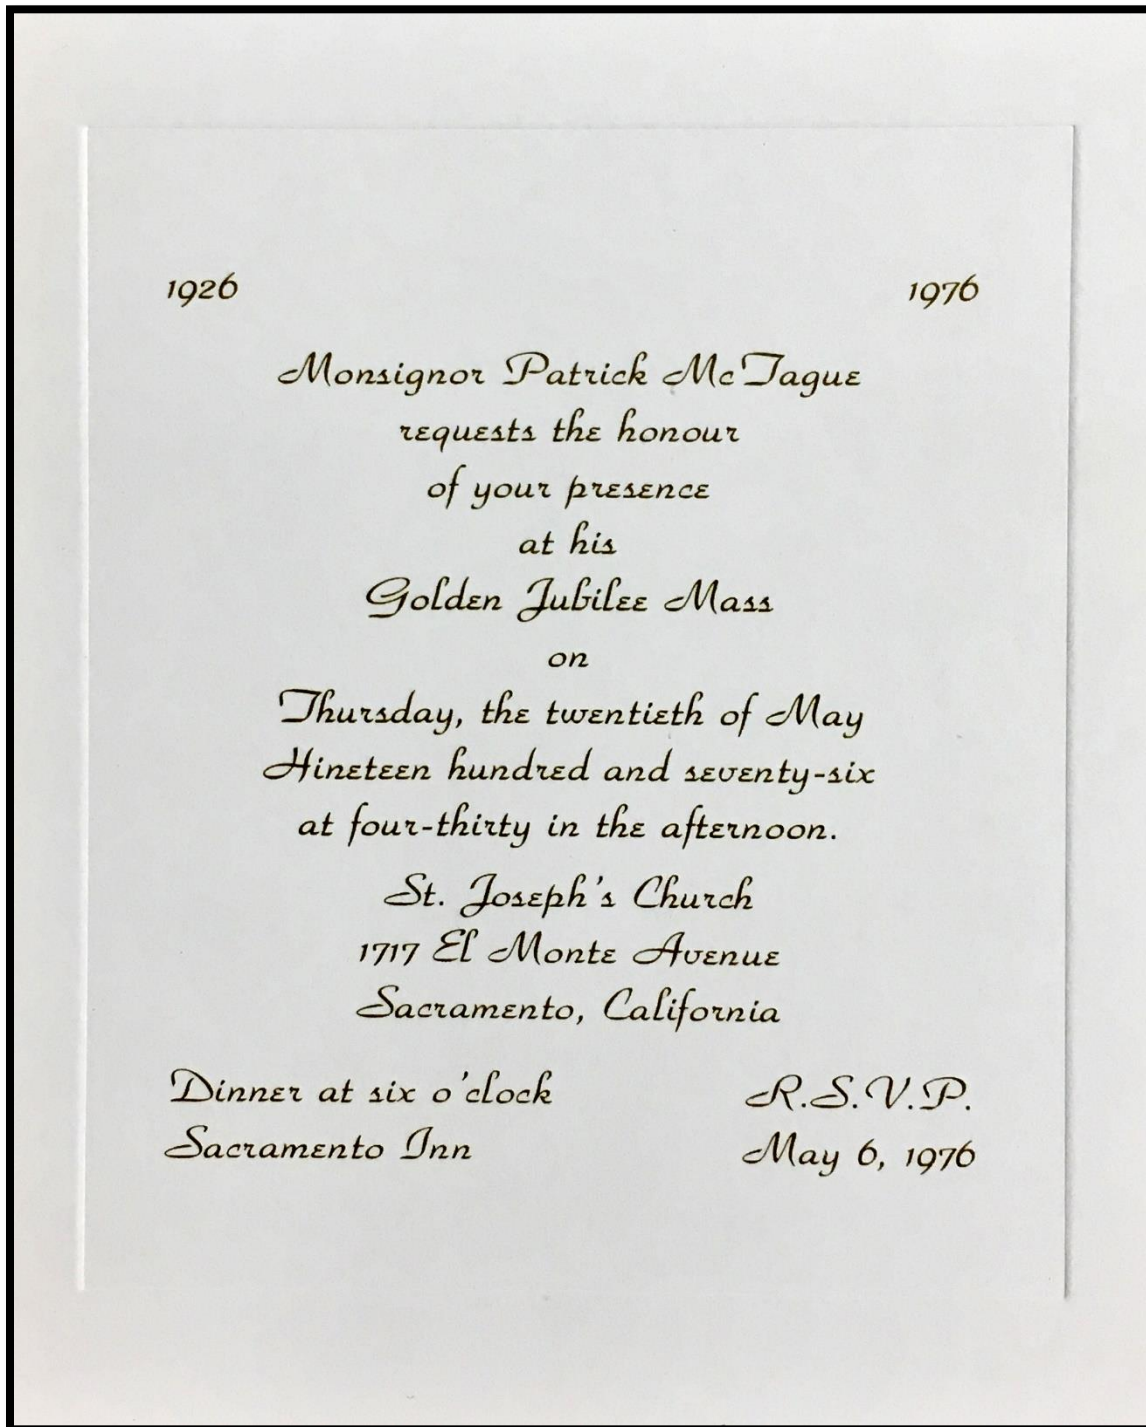 1926 1976
Monsignor Patrick McTague
requests the honour
of your presence
at his
Golden Jubilee Mass
on
Thursday, the twentieth of May
Nineteen hundred and seventy-six
at four-thirty in the afternoon.
St. Joseph's Church
1717 El Monte Avenue
Sacramento, California
Dinner at six o'clock R.S.V.P.
Sacramento Inn May 6, 1976